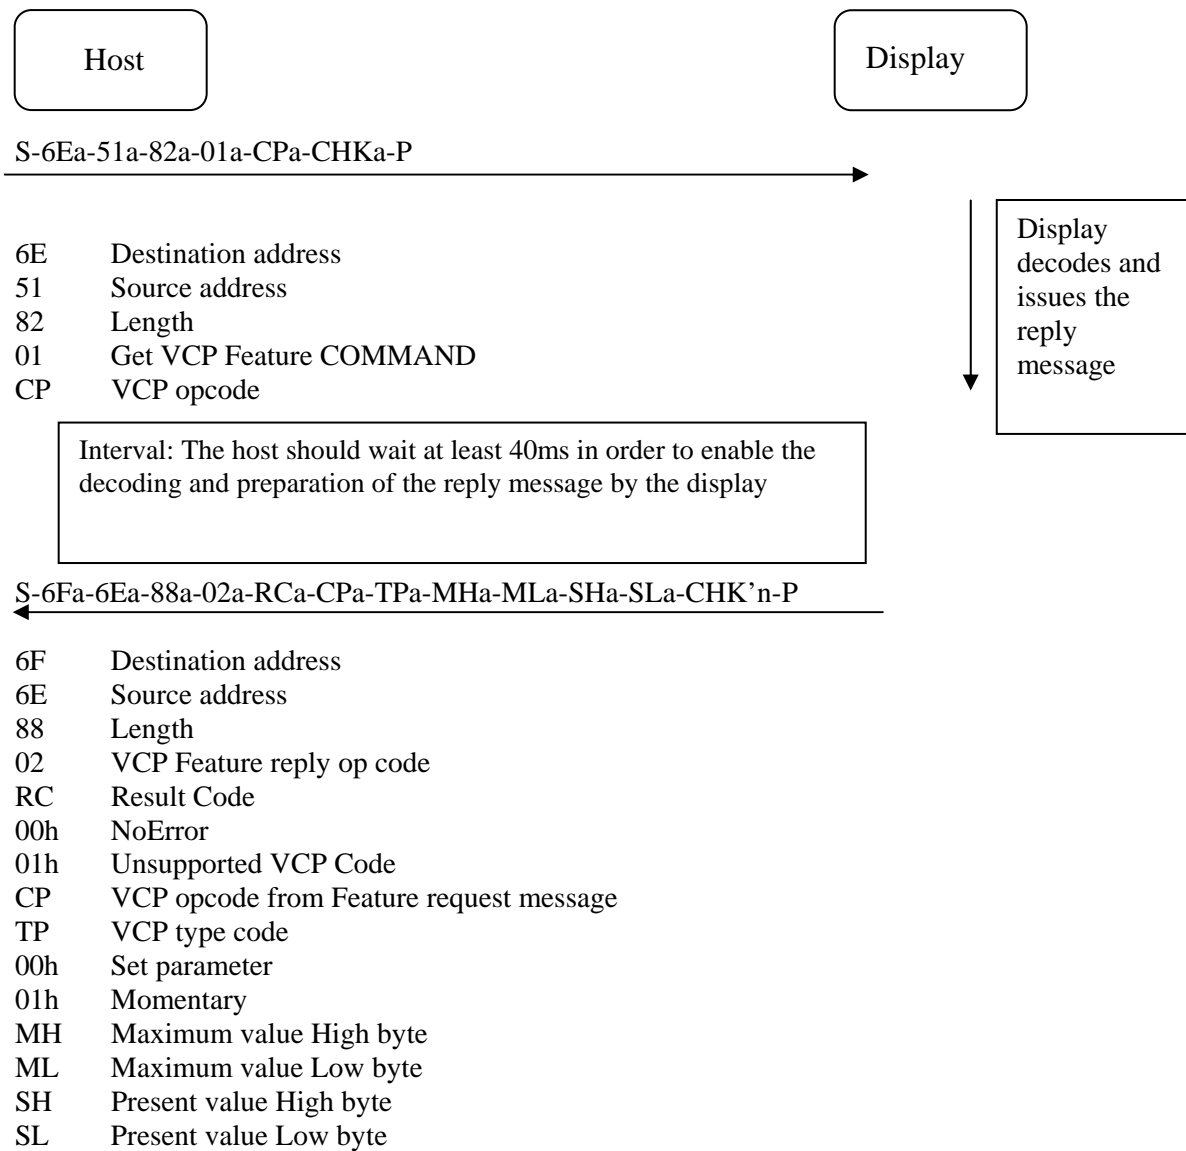 Host
Display
S-6Ea-51a-82a-01a-CPa-CHKa-P
6E Destination address
51 Source address
82 Length
01 Get VCP Feature COMMAND
CP VCP opcode
Display
decodes and
issues the
reply
message
Interval: The host should wait at least 40ms in order to enable the
decoding and preparation of the reply message by the display
S-6Fa-6Ea-88a-02a-RCa-CPa-TPa-MHa-MLa-SHa-SLa-CHK’n-P
6F Destination address
6E Source address
88 Length
02 VCP Feature reply op code
RC Result Code
00h NoError
01h Unsupported VCP Code
CP VCP opcode from Feature request message
TP VCP type code
00h Set parameter
01h Momentary
MH Maximum value High byte
ML Maximum value Low byte
SH Present value High byte
SL Present value Low byte